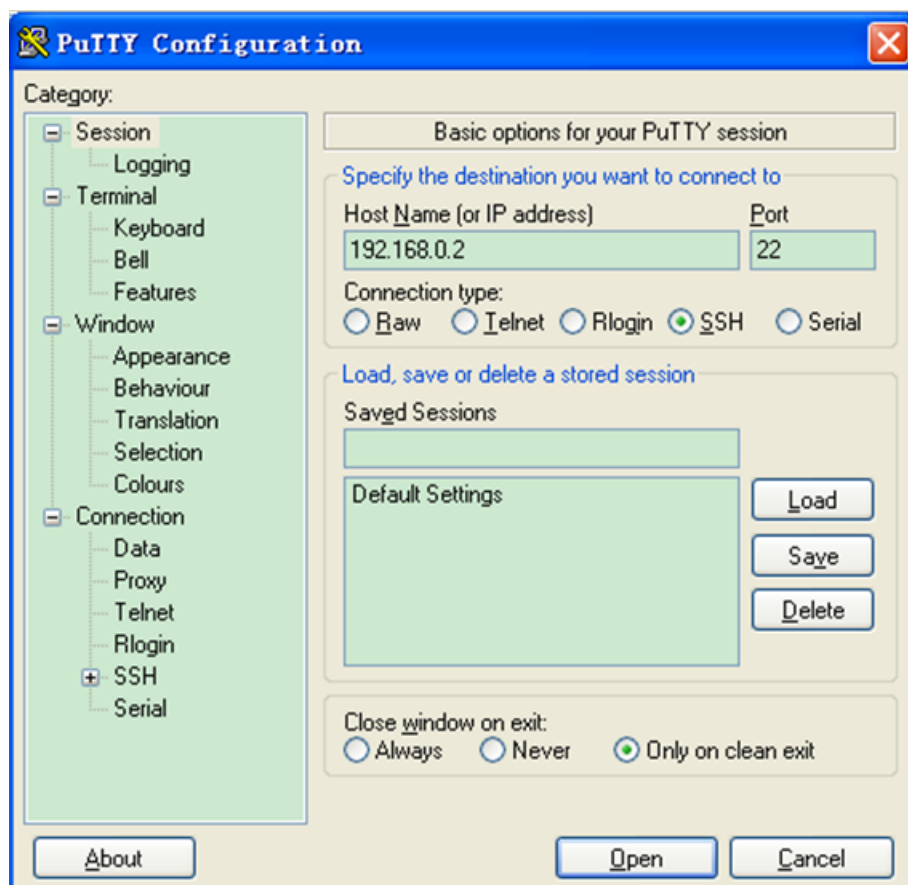 PuTTY Configuration
Category:
Session
Logging
Terminal
Keyboard
Bell
Features
Window
Appearance
Behaviour
Translation
Selection
Colours
Connection
Data
Proxy
Telnet
Rlogin
SSH
Serial
Basic options for your PuTTY session
Specify the destination you want to connect to
Host Name (or IP address) Port
192.168.0.2 22
Connection type:
Raw Telnet Rlogin SSH Serial
Load, save or delete a stored session
Saved Sessions
Default Settings
Load
Save
Delete
Close window on exit:
Always Never Only on clean exit
About Open Cancel